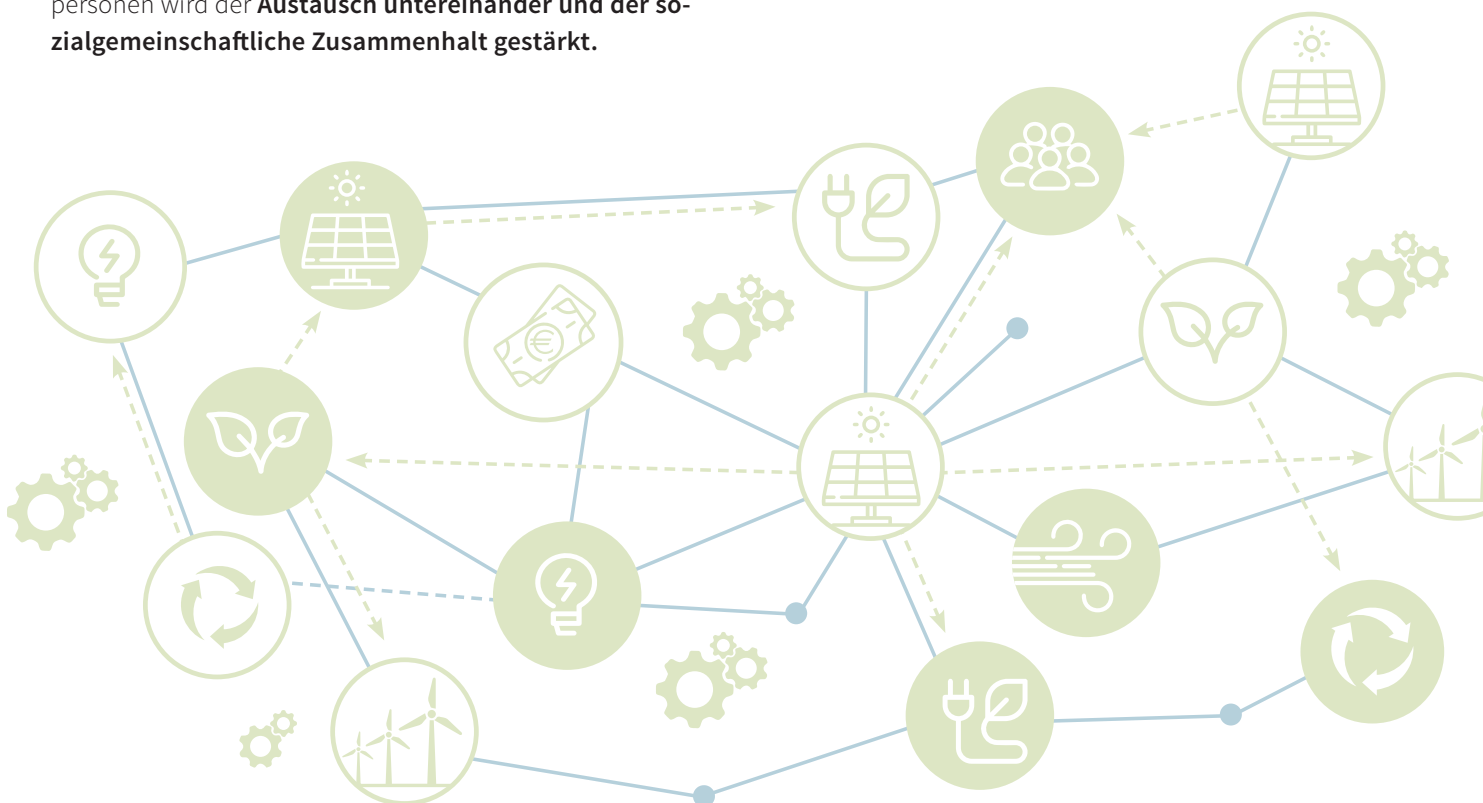 personen wird der Austausch untereinander und der so-
zialgemeinschaftliche Zusammenhalt gestärkt.